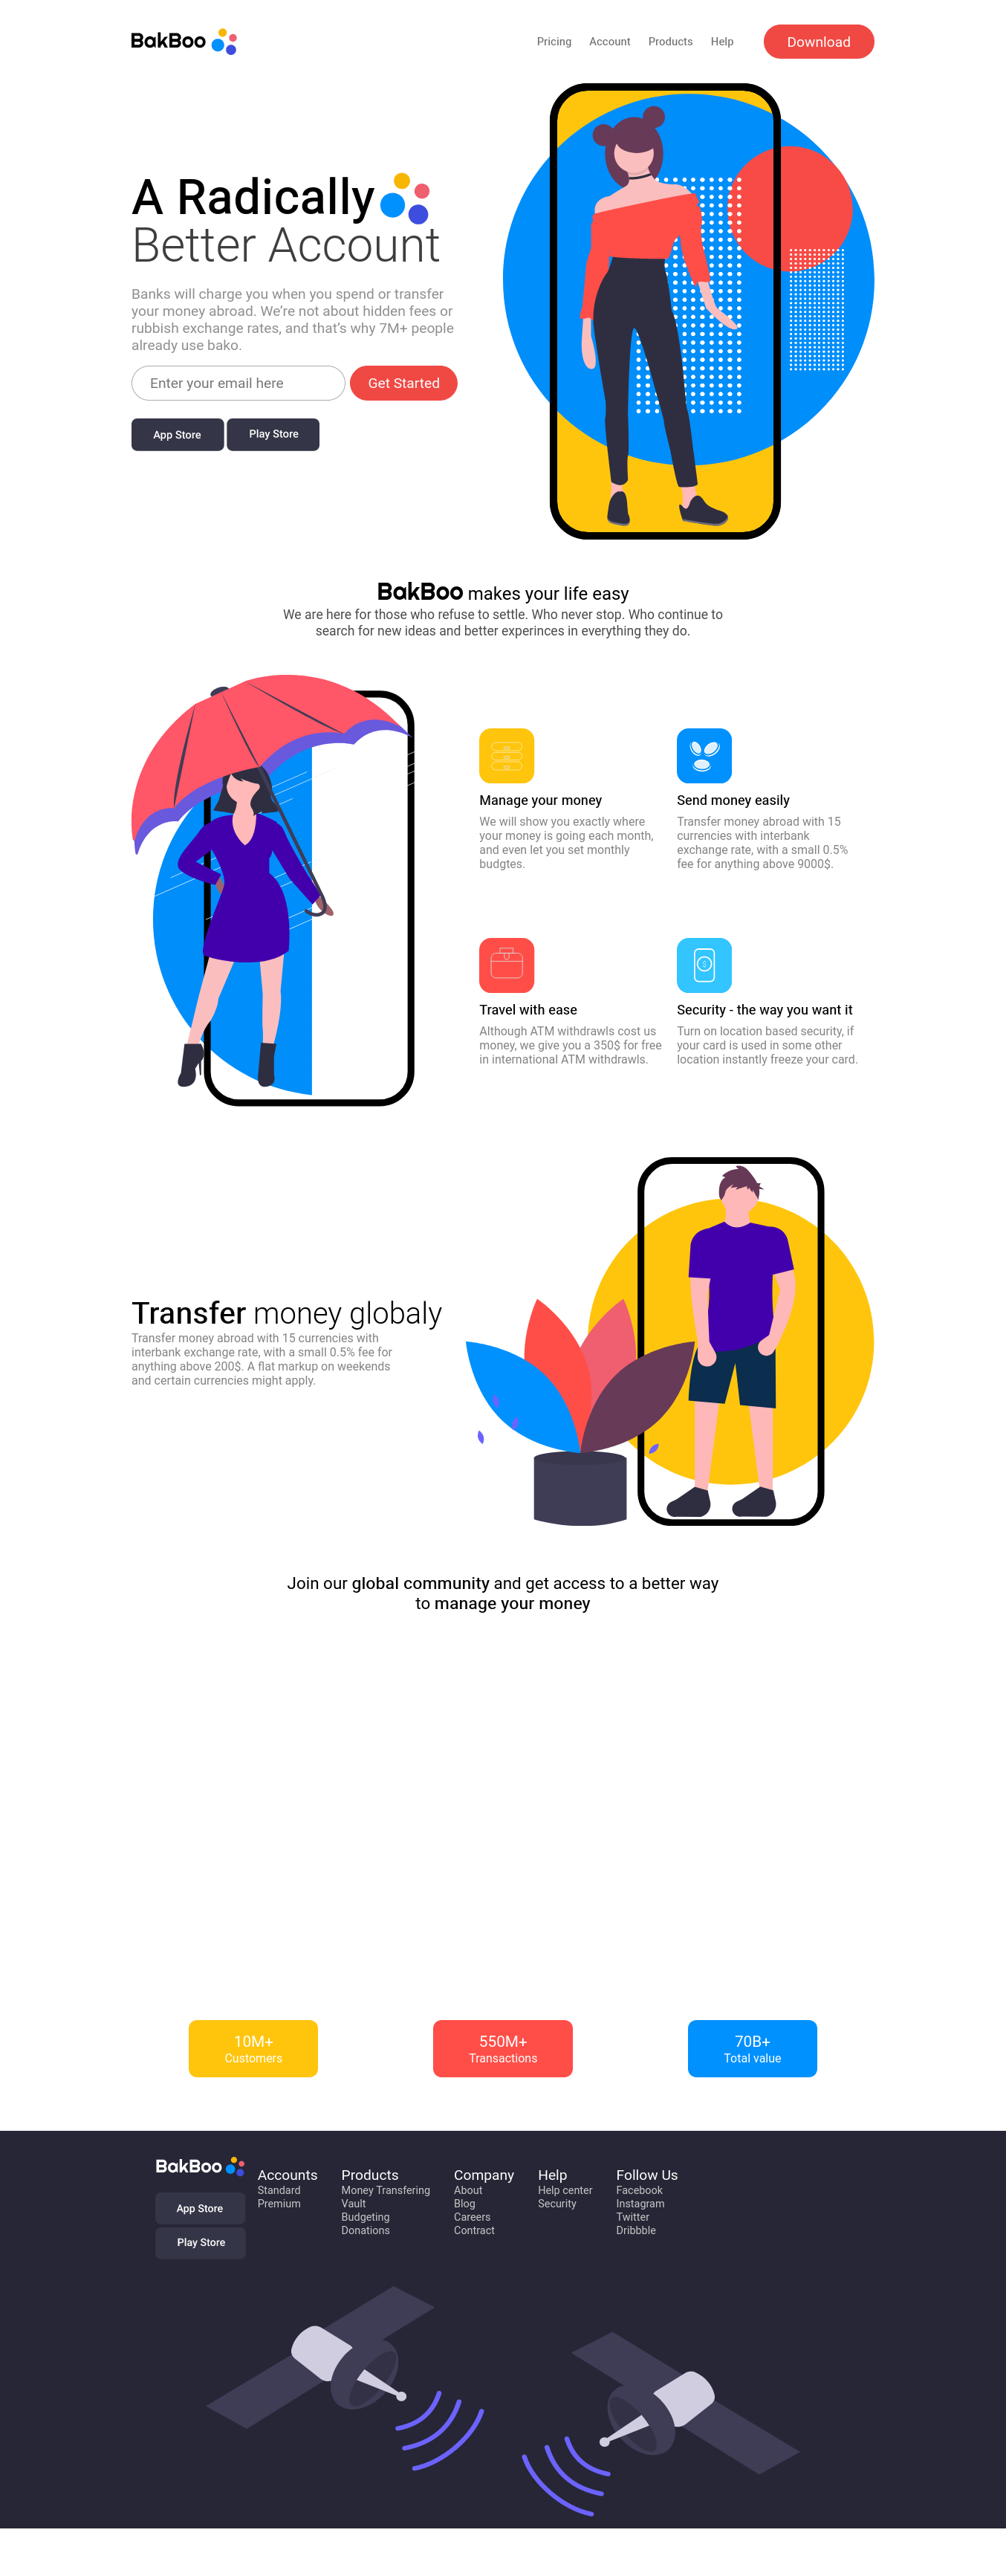 BakBoo
Pricing Account Products Help Download
A Radically
Better Account
Banks will charge you when you spend or transfer
your money abroad. We’re not about hidden fees or
rubbish exchange rates, and that’s why 7M+ people
already use bako.
Enter your email here Get Started
App Store Play Store
BakBoo makes your life easy
We are here for those who refuse to settle. Who never stop. Who continue to
search for new ideas and better experinces in everything they do.
Manage your money
We will show you exactly where
your money is going each month,
and even let you set monthly
budgtes.
Send money easily
Transfer money abroad with 15
currencies with interbank
exchange rate, with a small 0.5%
fee for anything above 9000$.
Travel with ease
Although ATM withdrawls cost us
money, we give you a 350$ for free
in international ATM withdrawls.
Security - the way you want it
Turn on location based security, if
your card is used in some other
location instantly freeze your card.
Transfer money globaly
Transfer money abroad with 15 currencies with
interbank exchange rate, with a small 0.5% fee for
anything above 200$. A flat markup on weekends
and certain currencies might apply.
Join our global community and get access to a better way
to manage your money
10M+
Customers
550M+
Transactions
70B+
Total value
BakBoo
App Store
Play Store
Accounts
Standard
Premium
Products
Money Transfering
Vault
Budgeting
Donations
Company
About
Blog
Careers
Contract
Help
Help center
Security
Follow Us
Facebook
Instagram
Twitter
Dribbble